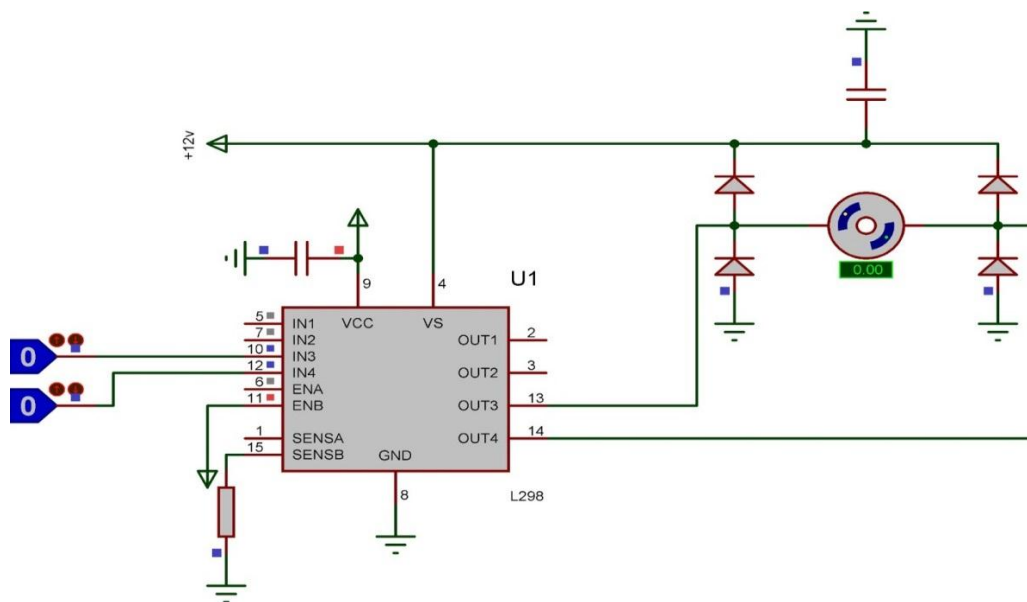 +12v
9
4
U1
VCC
VS
5
IN1
7
IN2
10
IN3
12
IN4
6
ENA
11
ENB
1
SENSA
15
SENSB
GND
8
OUT1
2
OUT2
3
OUT3
13
OUT4
14
L298
0
0
0.00